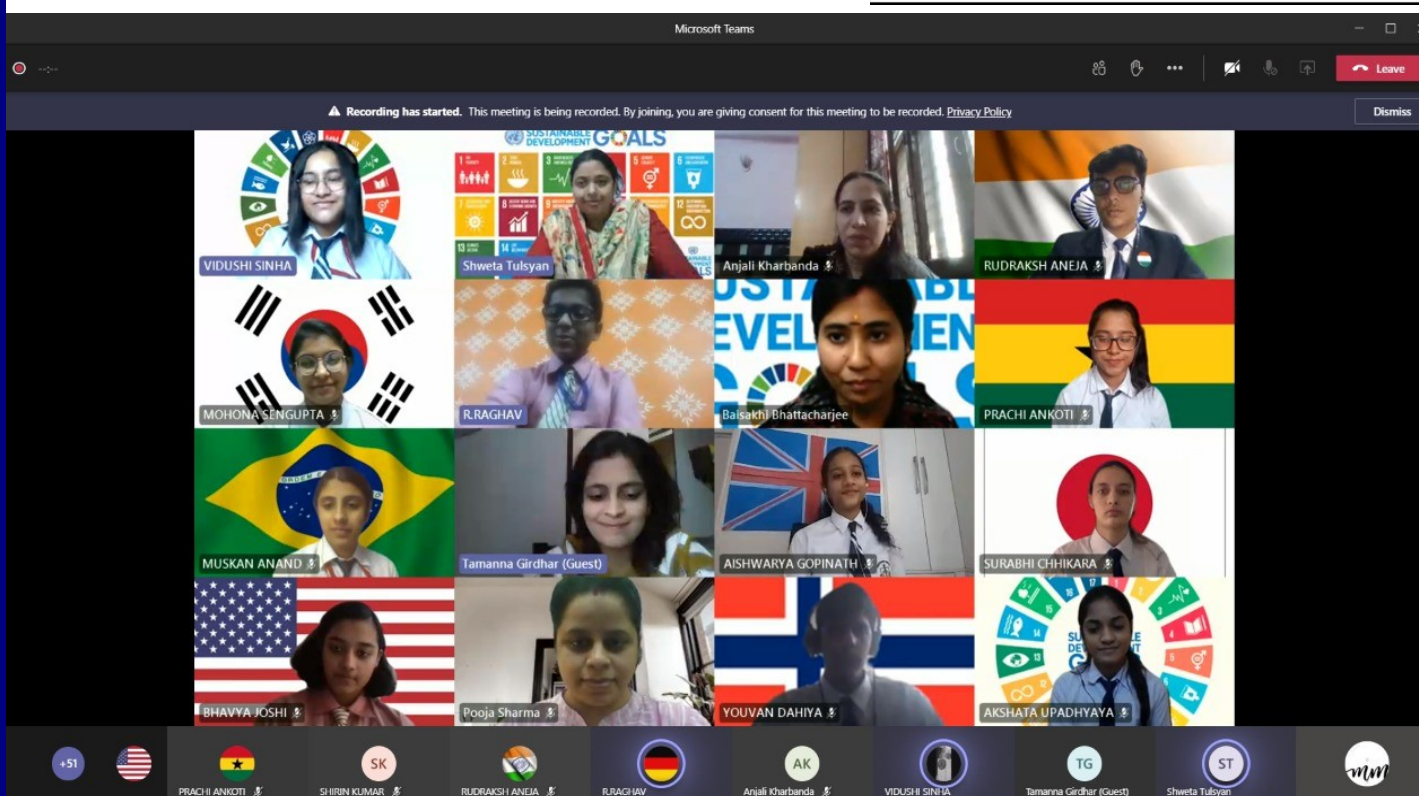 Microsoft Teams
--:--
Leave
Recording has started. This meeting is being recorded. By joining, you are giving consent for this meeting to be recorded. Privacy Policy
Dismiss
VIDUSHI SINHA
SUSTAINABLE DEVELOPMENT GOALS
Shweta Tulsyan
Anjali Kharbanda
RUDRAKSH ANEJA
MOHONA SENGUPTA
R.RAGHAV
Baisakhi Bhattacharjee
PRACHI ANKOTI
MUSKAN ANAND
Tamanna Girdhar (Guest)
AISHWARYA GOPINATH
SURABHI CHHIKARA
BHAVYA JOSHI
Pooja Sharma
YOUVAN DAHIYA
AKSHATA UPADHYAYA
+51
SK
AK
TG
ST
mm
PRACHI ANKOTI
SHIRIN KUMAR
RUDRAKSH ANEJA
R.RAGHAV
Anjali Kharbanda
VIDUSHI SINHA
Tamanna Girdhar (Guest)
Shweta Tulsyan